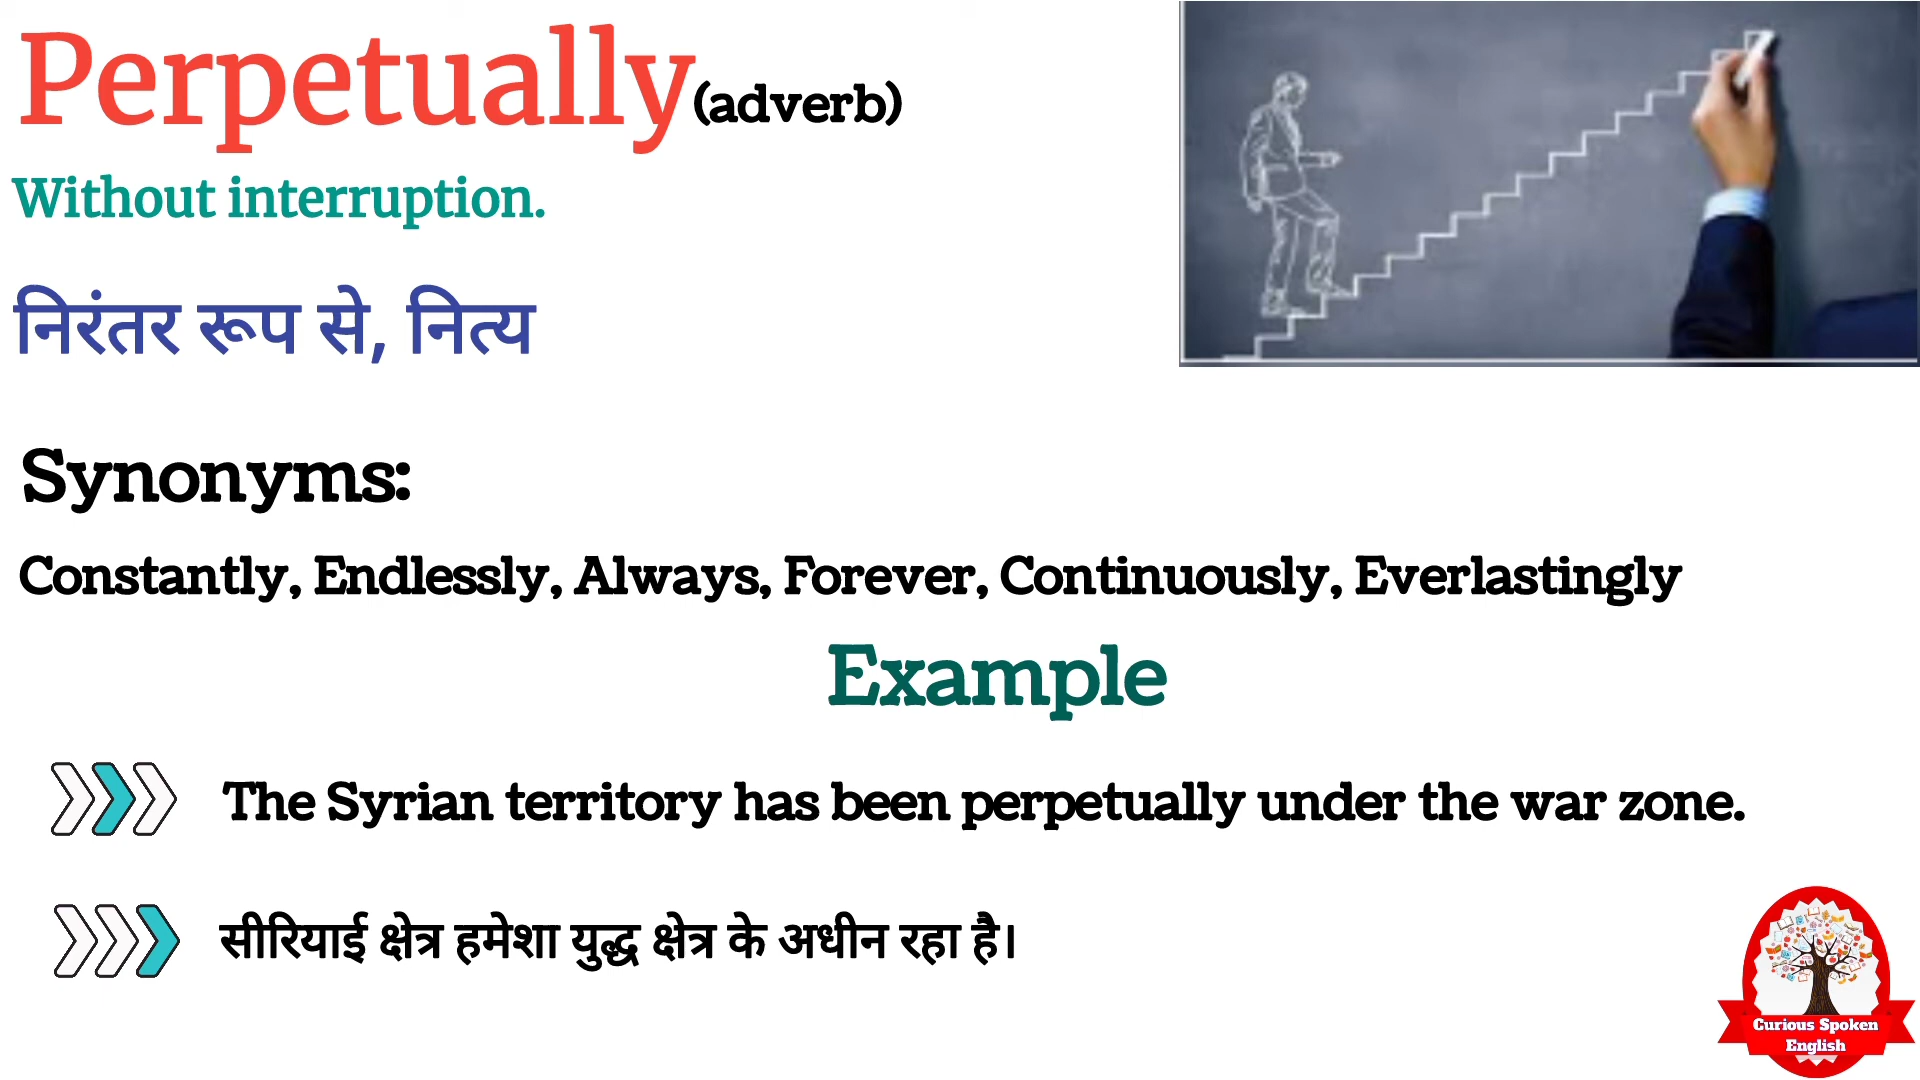 Perpetually(adverb)
Without interruption.
निरंतर रूप से, नित्य
Synonyms:
Constantly, Endlessly, Always, Forever, Continuously, Everlastingly
Example
The Syrian territory has been perpetually under the war zone.
सीरियाई क्षेत्र हमेशा युद्ध क्षेत्र के अधीन रहा है।
Curious Spoken
English